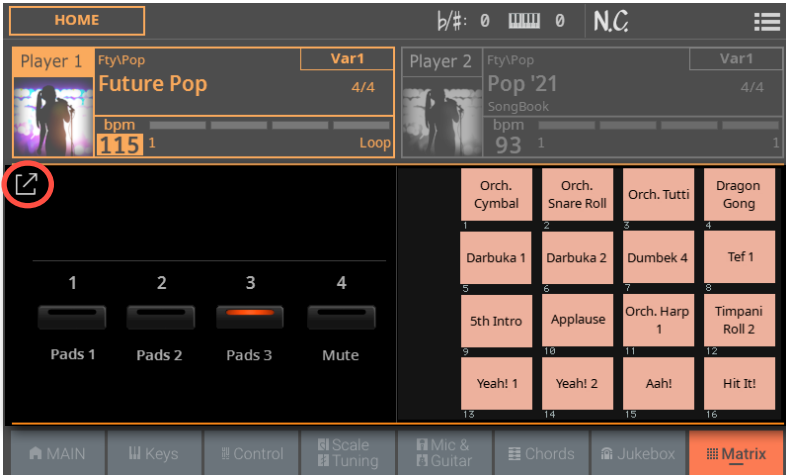 HOME
♭/♯: 0
0
N.C.
Player 1
Fty\Pop
Var1
Future Pop
4/4
bpm
115
1
Loop
Player 2
Fty\Pop
Var1
Pop '21
4/4
SongBook
bpm
93
1
1
Orch.
Cymbal
1
Orch.
Snare Roll
2
Orch. Tutti
3
Dragon
Gong
4
Darbuka 1
5
Darbuka 2
6
Dumbek 4
7
Tef 1
8
1
2
3
4
Pads 1
Pads 2
Pads 3
Mute
5th Intro
9
Applause
10
Orch. Harp
1
11
Timpani
Roll 2
12
Yeah! 1
13
Yeah! 2
14
Aah!
15
Hit It!
16
MAIN
Keys
Control
Scale
Tuning
Mic &
Guitar
Chords
Jukebox
Matrix